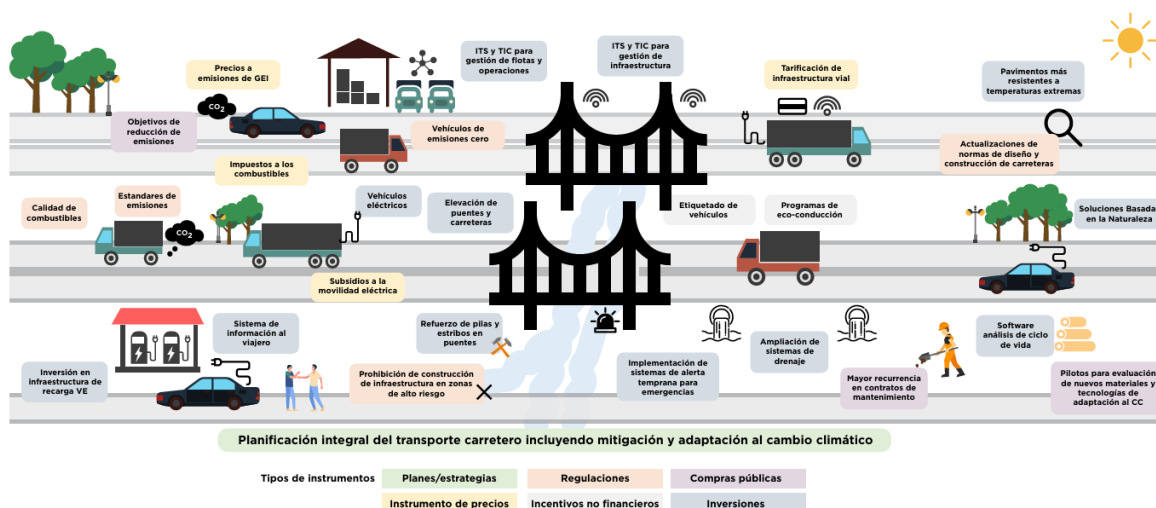 Precios a
emisiones de GEI
ITS y TIC para
gestión de flotas y
operaciones
ITS y TIC para
gestión de
infraestructura
Tarificación de
infraestructura vial
Pavimentos más
resistentes a
temperaturas extremas
CO2
Objetivos de
reducción de
emisiones
Vehículos de
emisiones cero
Actualizaciones de
normas de diseño y
construcción de carreteras
Impuestos a los
combustibles
Calidad de
combustibles
Estandares de
emisiones
CO2
Vehículos
eléctricos
Elevación de
puentes y
carreteras
Etiquetado de
vehículos
Programas de
eco-conducción
Soluciones Basada
en la Naturaleza
Subsidios a la
movilidad eléctrica
Sistema de
información al
viajero
Refuerzo de pilas y
estribos en
puentes
Ampliación de
sistemas de
drenaje
Software
análisis de ciclo
de vida
Inversión en
infraestructura de
recarga VE
Prohibición de construcción
de infraestructura en zonas
de alto riesgo
Implementación de
sistemas de alerta
temprana para
emergencias
Mayor recurrencia
en contratos de
mantenimiento
Pilotos para evaluación
de nuevos materiales y
tecnologías de
adaptación al CC
Planificación integral del transporte carretero incluyendo mitigación y adaptación al cambio climático
Tipos de instrumentos
Planes/estrategias
Regulaciones
Compras públicas
Instrumento de precios
Incentivos no financieros
Inversiones